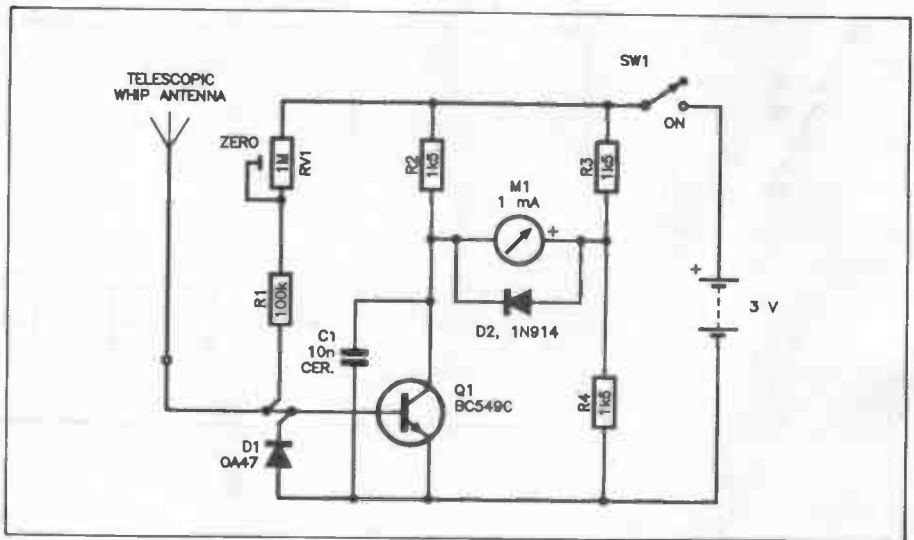 SW1
TELESCOPIC
WHIP ANTENNA
ON
ZERO
1M
RV1
R2
1k5
R3
1k5
M1
1 mA
+
+
R1
100k
3 V
D2, 1N914
C1
10n
CER.
Q1
BC549C
R4
1k5
D1
OA47